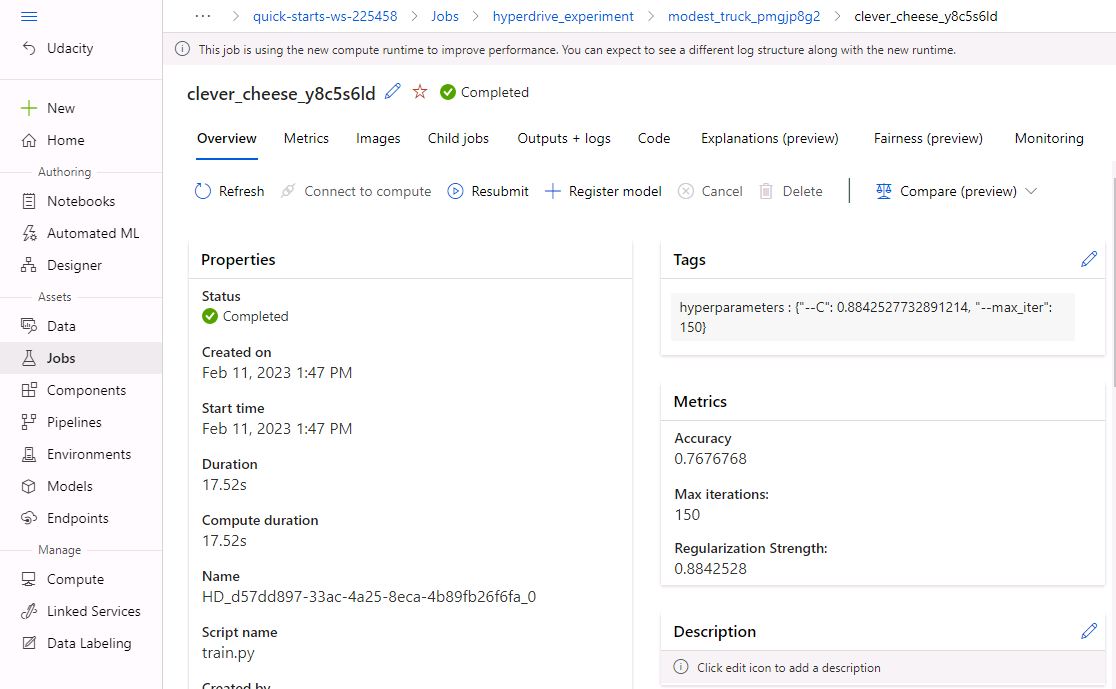 ··· > quick-starts-ws-225458 > Jobs > hyperdrive_experiment > modest_truck_pmgjp8g2 > clever_cheese_y8c5s6ld
Udacity
New
Home
Authoring
Notebooks
Automated ML
Designer
Assets
Data
Jobs
Components
Pipelines
Environments
Models
Endpoints
Manage
Compute
Linked Services
Data Labeling
This job is using the new compute runtime to improve performance. You can expect to see a different log structure along with the new runtime.
clever_cheese_y8c5s6ld Completed
Overview Metrics Images Child jobs Outputs + logs Code Explanations (preview) Fairness (preview) Monitoring
Refresh Connect to compute Resubmit Register model Cancel Delete Compare (preview)
Properties
Status
Completed
Created on
Feb 11, 2023 1:47 PM
Start time
Feb 11, 2023 1:47 PM
Duration
17.52s
Compute duration
17.52s
Name
HD_d57dd897-33ac-4a25-8eca-4b89fb26f6fa_0
Script name
train.py
Created by
Tags
hyperparameters : {"--C": 0.8842527732891214, "--max_iter":
150}
Metrics
Accuracy
0.7676768
Max iterations:
150
Regularization Strength:
0.8842528
Description
Click edit icon to add a description